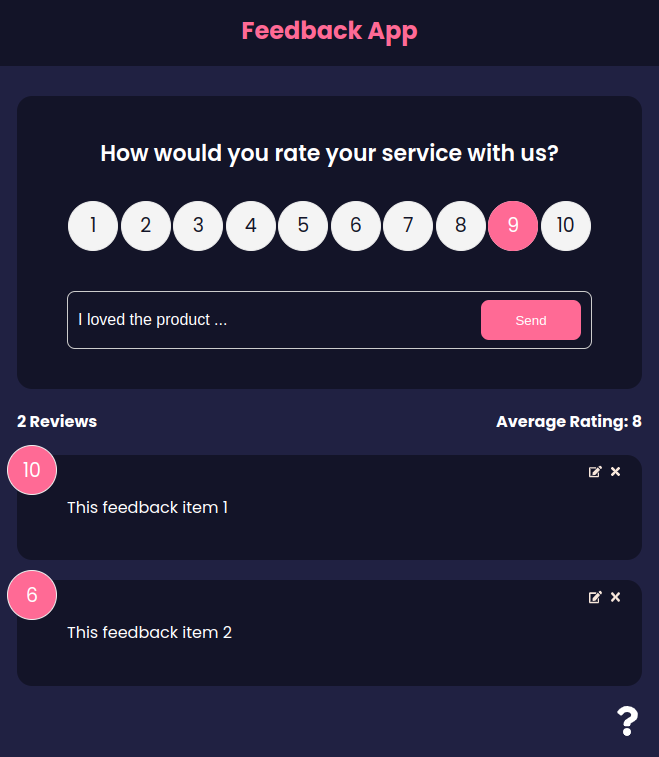 Feedback App
How would you rate your service with us?
1 2 3 4 5 6 7 8 9 10
I loved the product ... Send
2 Reviews Average Rating: 8
10
This feedback item 1
6
This feedback item 2
?